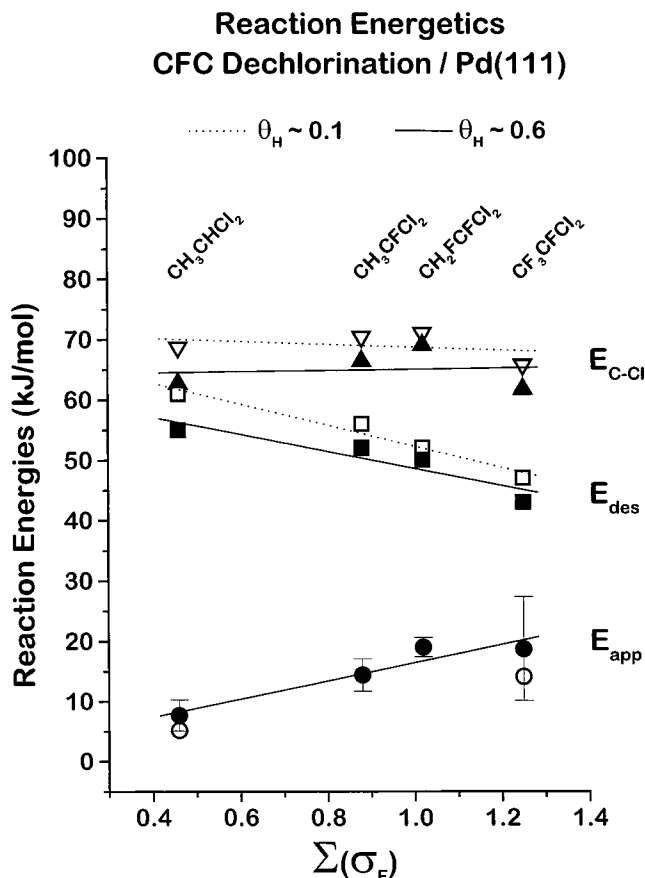 Reaction Energetics
CFC Dechlorination / Pd(111)
θH ~ 0.1
θH ~ 0.6
100
90
80
70
60
50
40
30
20
10
0
Reaction Energies (kJ/mol)
CH3CHCl2
CH3CFCl2
CH2FCFCl2
CF3CFCl2
EC-Cl
Edes
Eapp
0.4
0.6
0.8
1.0
1.2
1.4
Σ(σF)